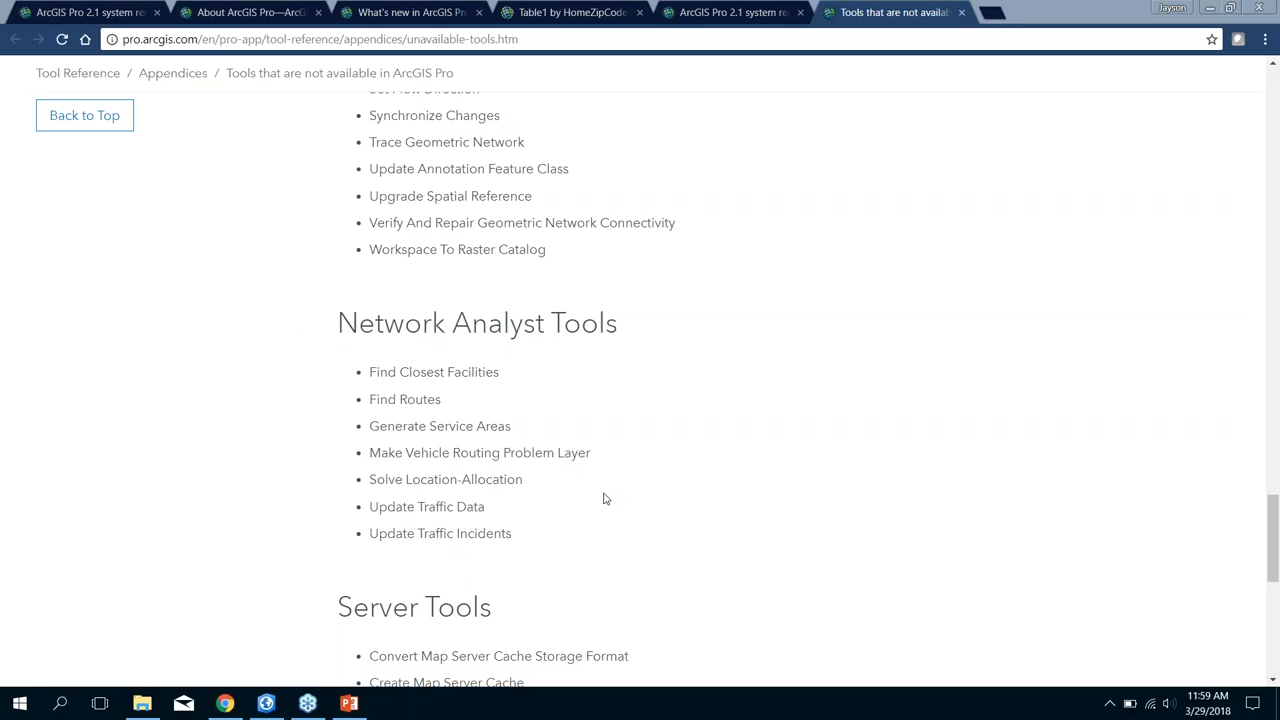 ArcGIS Pro 2.1 system re
About ArcGIS Pro—ArcG
What's new in ArcGIS Pr
Table1 by HomeZipCode
ArcGIS Pro 2.1 system re
Tools that are not availab
Jayson
pro.arcgis.com/en/pro-app/tool-reference/appendices/unavailable-tools.htm
Tool Reference / Appendices / Tools that are not available in ArcGIS Pro
Back to Top
Set Flow Direction
Synchronize Changes
Trace Geometric Network
Update Annotation Feature Class
Upgrade Spatial Reference
Verify And Repair Geometric Network Connectivity
Workspace To Raster Catalog
Network Analyst Tools
Find Closest Facilities
Find Routes
Generate Service Areas
Make Vehicle Routing Problem Layer
Solve Location-Allocation
Update Traffic Data
Update Traffic Incidents
Server Tools
Convert Map Server Cache Storage Format
Create Map Server Cache
11:59 AM
3/29/2018